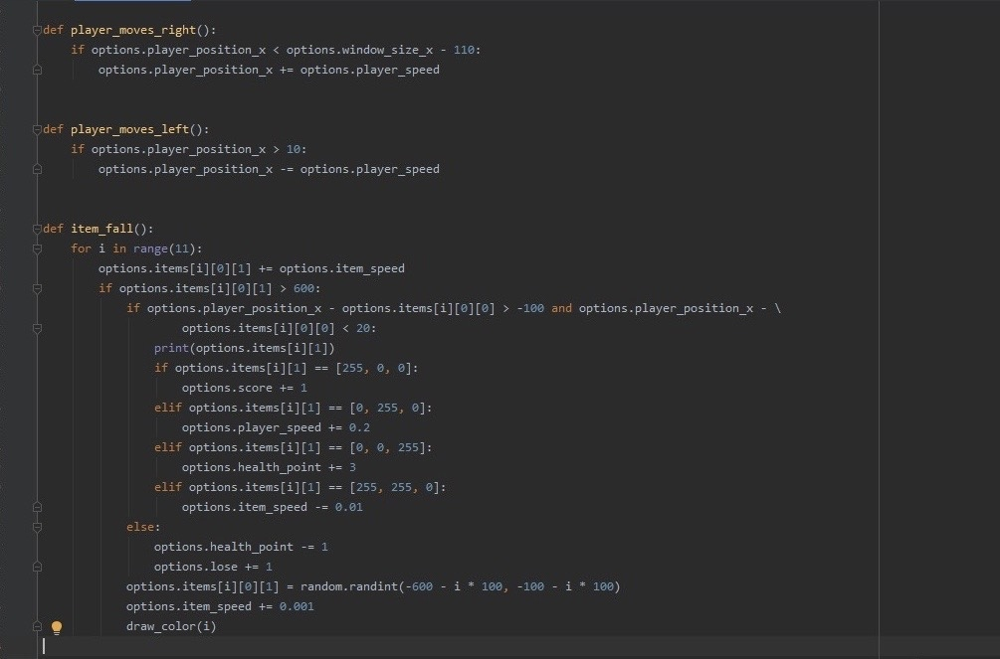 def player_moves_right():
    if options.player_position_x < options.window_size_x - 110:
        options.player_position_x += options.player_speed
def player_moves_left():
    if options.player_position_x > 10:
        options.player_position_x -= options.player_speed
def item_fall():
    for i in range(11):
        options.items[i][0][1] += options.item_speed
        if options.items[i][0][1] > 600:
            if options.player_position_x - options.items[i][0][0] > -100 and options.player_position_x - \
                    options.items[i][0][0] < 20:
                print(options.items[i][1])
                if options.items[i][1] == [255, 0, 0]:
                    options.score += 1
                elif options.items[i][1] == [0, 255, 0]:
                    options.player_speed += 0.2
                elif options.items[i][1] == [0, 0, 255]:
                    options.health_point += 3
                elif options.items[i][1] == [255, 255, 0]:
                    options.item_speed -= 0.01
            else:
                options.health_point -= 1
                options.lose += 1
            options.items[i][0][1] = random.randint(-600 - i * 100, -100 - i * 100)
            options.item_speed += 0.001
            draw_color(i)